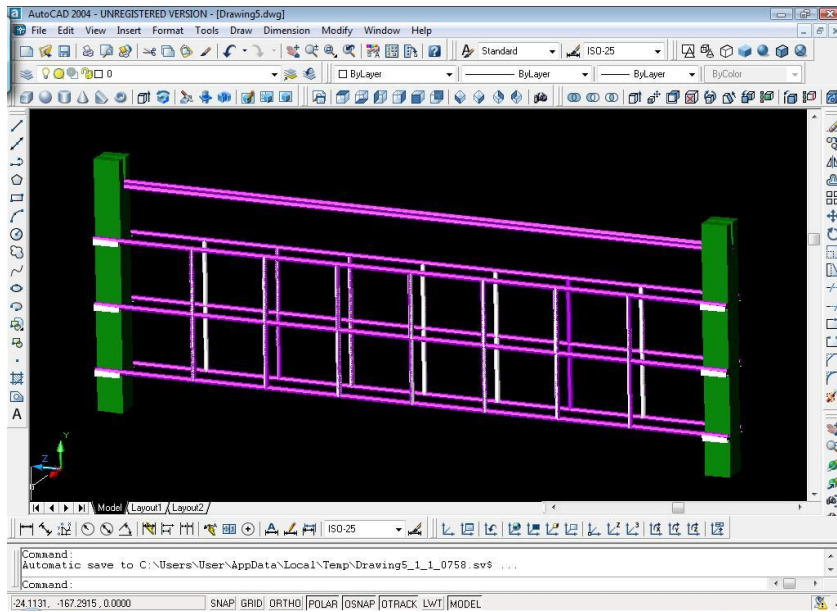 AutoCAD 2004 - UNREGISTERED VERSION - [Drawing5.dwg]
File Edit View Insert Format Tools Draw Dimension Modify Window Help
Standard ISO-25
0 ByLayer ByLayer ByLayer ByColor
Y
Z
Model Layout1 Layout2
ISO-25
Command:
Automatic save to C:\Users\User\AppData\Local\Temp\Drawing5_1_1_0758.sv$ ...
Command:
-24.1131, -167.2915, 0.0000 SNAP GRID ORTHO POLAR OSNAP OTRACK LWT MODEL